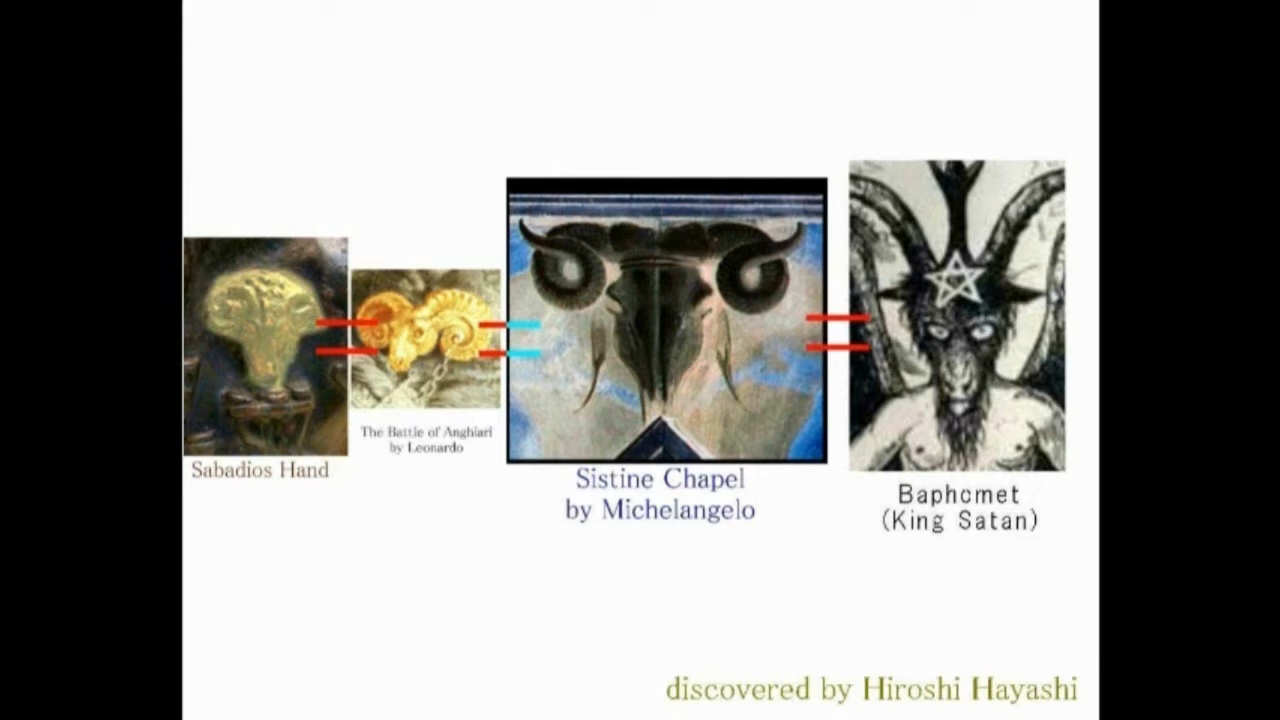 Sabadios Hand
The Battle of Anghiari
by Leonardo
Sistine Chapel
by Michelangelo
Baphomet
(King Satan)
discovered by Hiroshi Hayashi